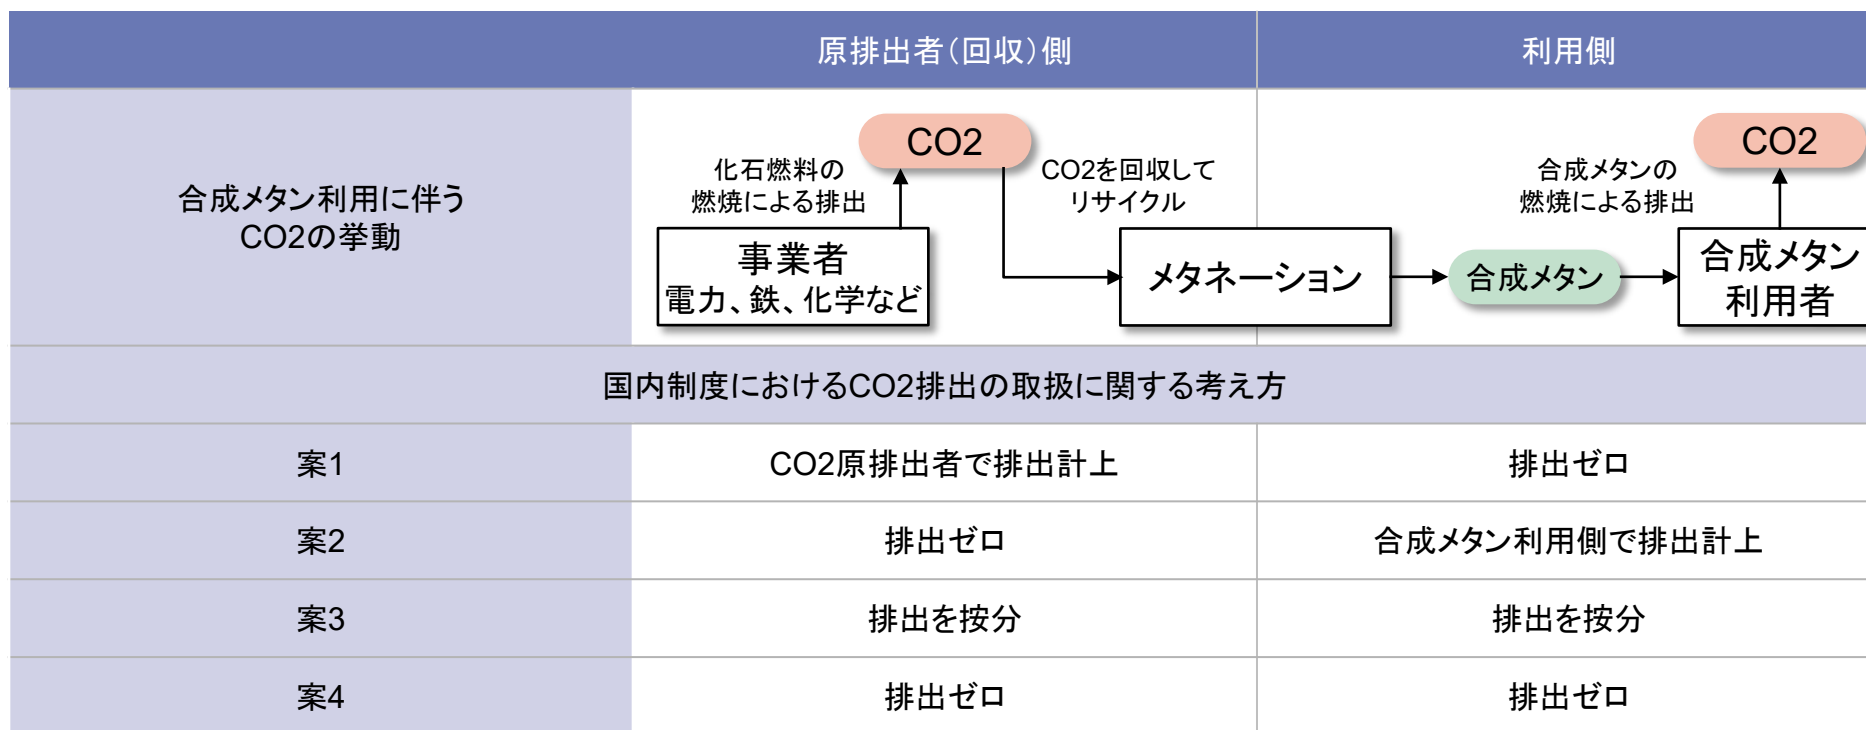 原排出者(回収)側
利用側
合成メタン利用に伴う
CO2の挙動
CO2
化石燃料の
燃焼による排出
事業者
電力、鉄、化学など
CO2を回収して
リサイクル
メタネーション
合成メタン
CO2
合成メタンの
燃焼による排出
合成メタン
利用者
国内制度におけるCO2排出の取扱に関する考え方
案1
CO2原排出者で排出計上
排出ゼロ
案2
排出ゼロ
合成メタン利用側で排出計上
案3
排出を按分
排出を按分
案4
排出ゼロ
排出ゼロ